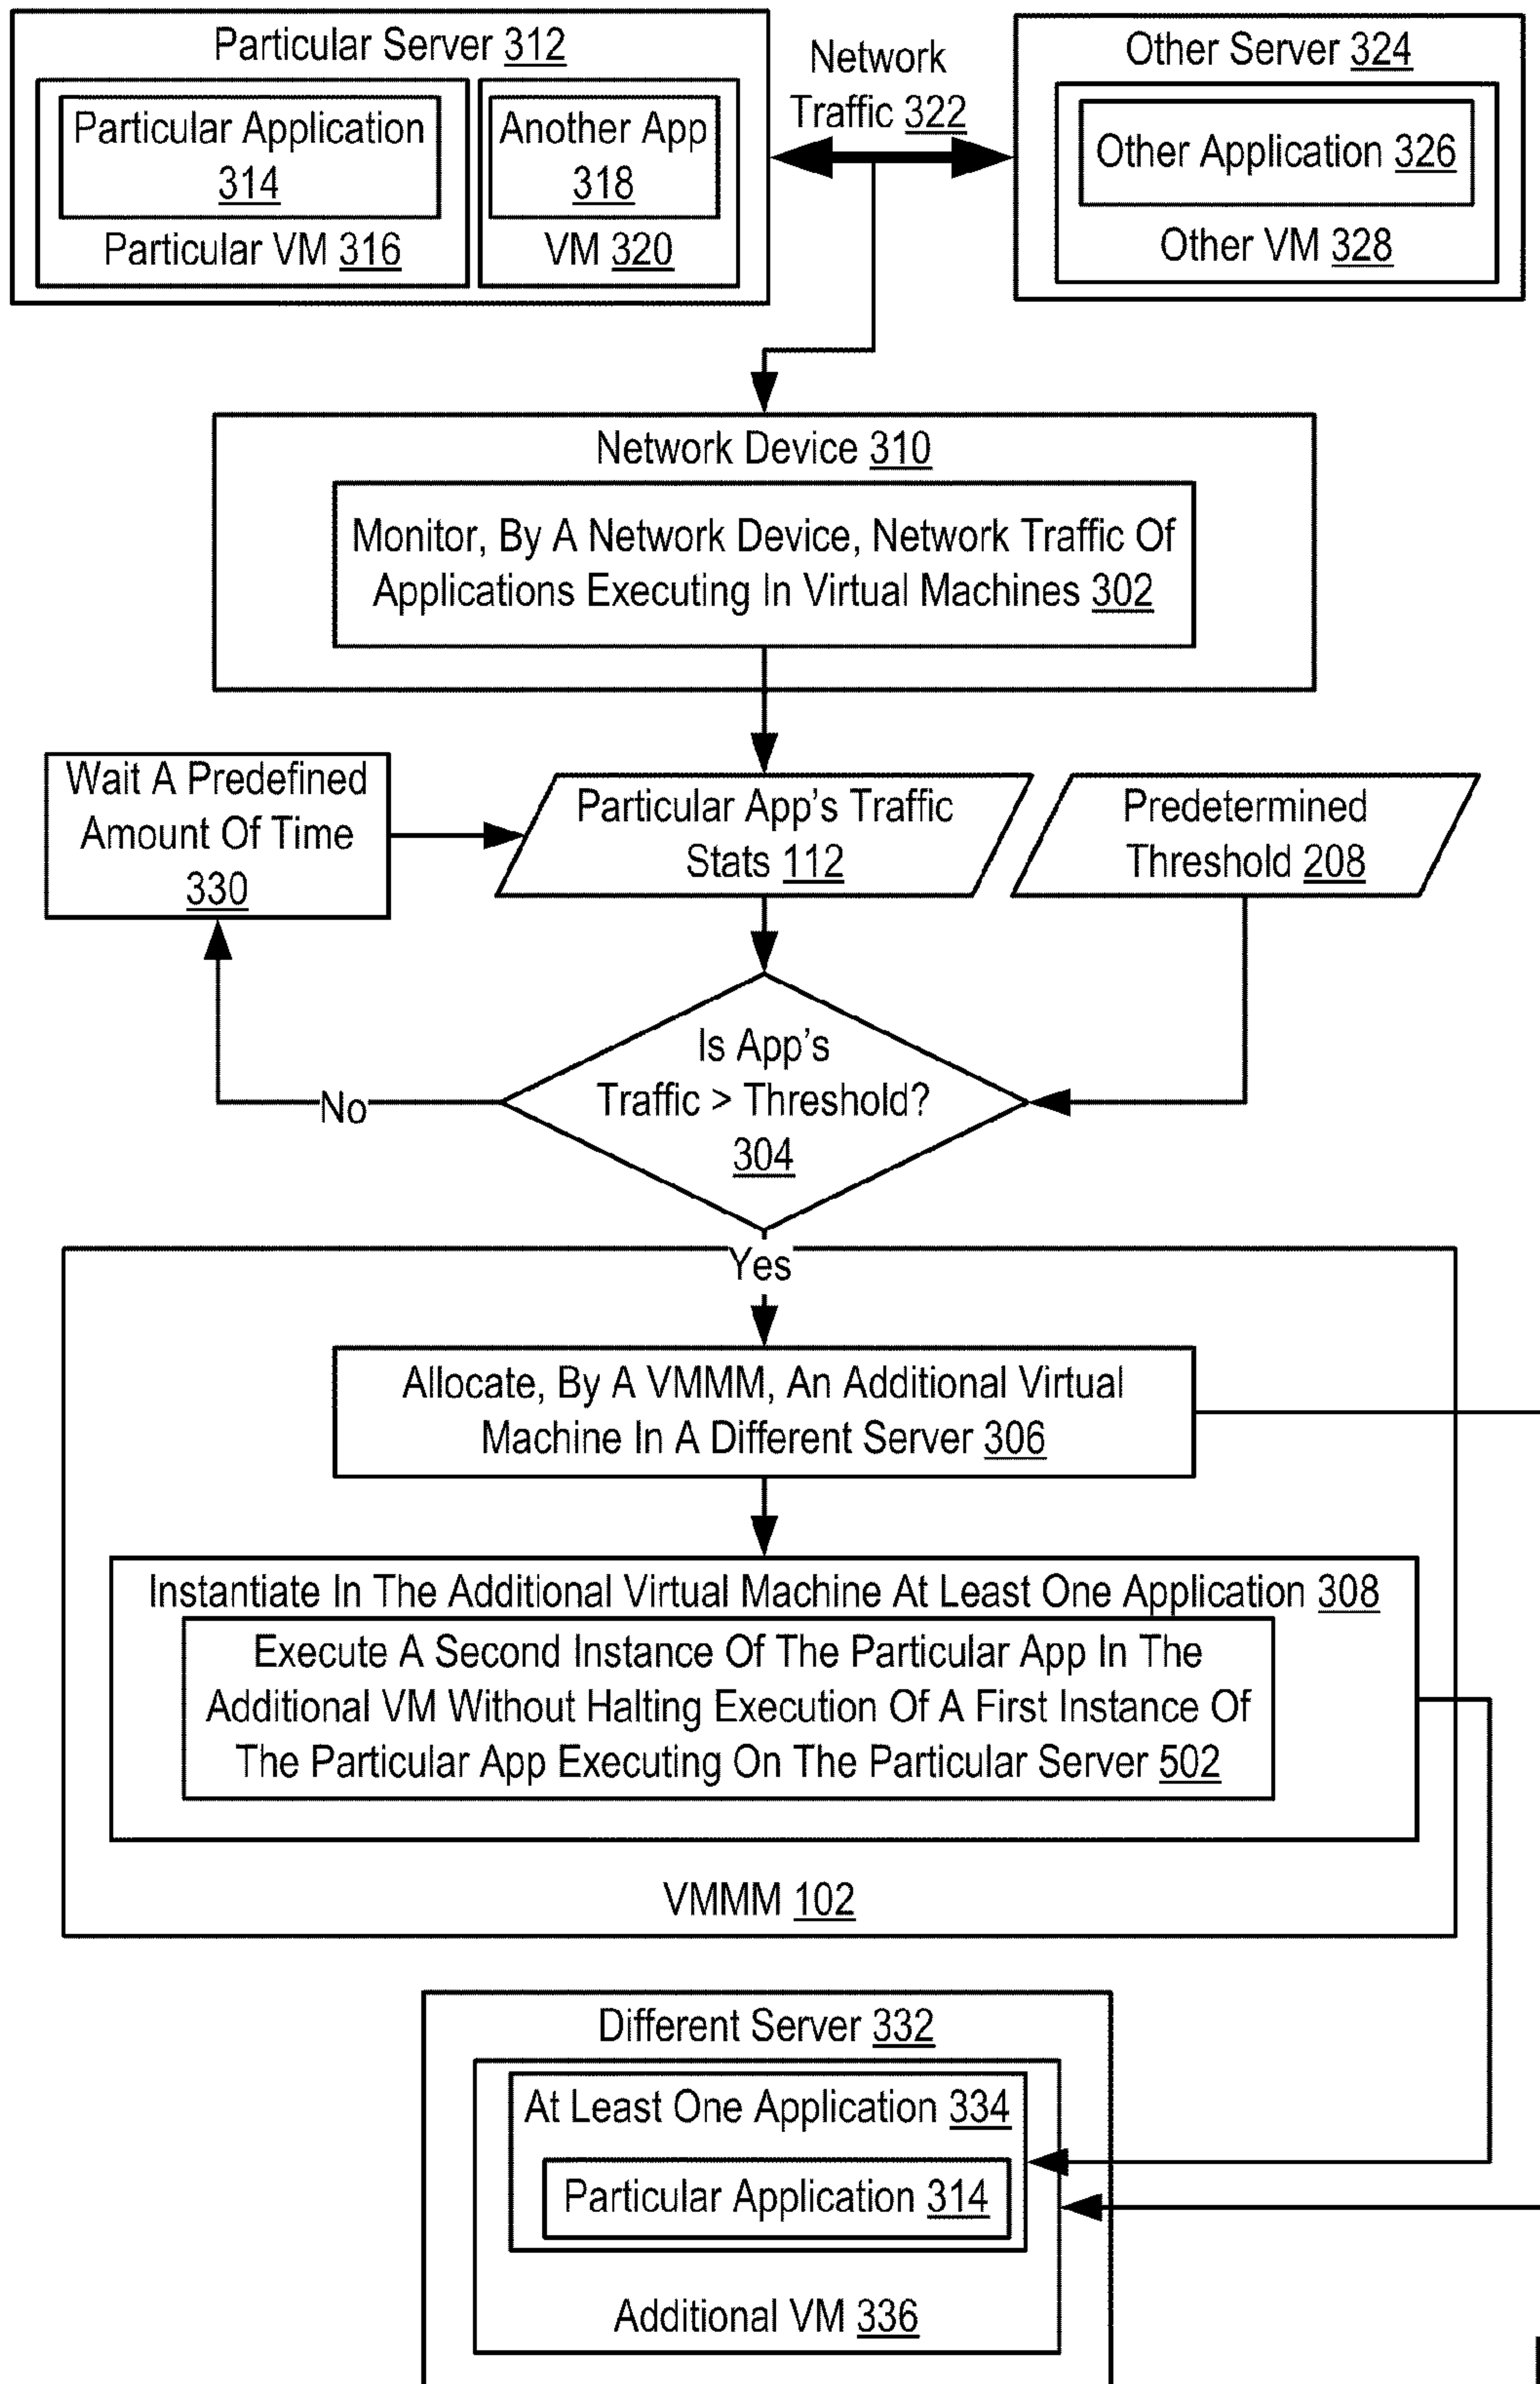 Particular Server 312
Particular Application
314
Particular VM 316
Another App
318
VM 320
Network
Traffic 322
Other Server 324
Other Application 326
Other VM 328
Network Device 310
Monitor, By A Network Device, Network Traffic Of
Applications Executing In Virtual Machines 302
Wait A Predefined
Amount Of Time
330
Particular App's Traffic
Stats 112
Predetermined
Threshold 208
Is App's
Traffic > Threshold?
304
No
Yes
Allocate, By A VMMM, An Additional Virtual
Machine In A Different Server 306
Instantiate In The Additional Virtual Machine At Least One Application 308
Execute A Second Instance Of The Particular App In The
Additional VM Without Halting Execution Of A First Instance Of
The Particular App Executing On The Particular Server 502
VMMM 102
Different Server 332
At Least One Application 334
Particular Application 314
Additional VM 336